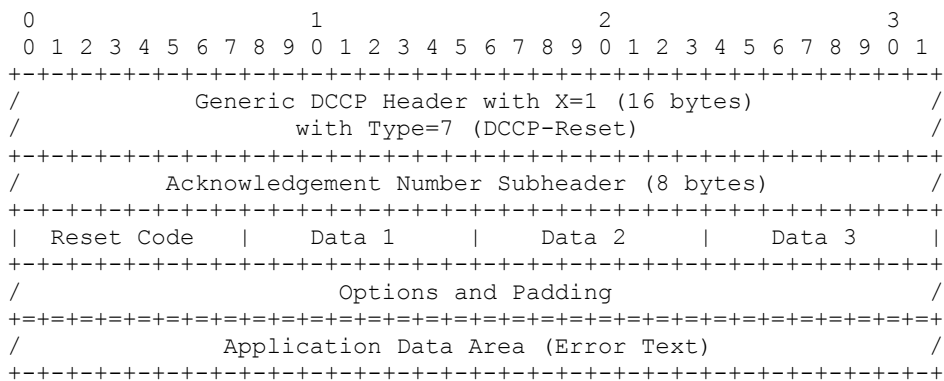 0                   1                   2                   3
 0 1 2 3 4 5 6 7 8 9 0 1 2 3 4 5 6 7 8 9 0 1 2 3 4 5 6 7 8 9 0 1
+-+-+-+-+-+-+-+-+-+-+-+-+-+-+-+-+-+-+-+-+-+-+-+-+-+-+-+-+-+-+-+-+
/            Generic DCCP Header with X=1 (16 bytes)            /
/                   with Type=7 (DCCP-Reset)                    /
+-+-+-+-+-+-+-+-+-+-+-+-+-+-+-+-+-+-+-+-+-+-+-+-+-+-+-+-+-+-+-+-+
/          Acknowledgement Number Subheader (8 bytes)           /
+-+-+-+-+-+-+-+-+-+-+-+-+-+-+-+-+-+-+-+-+-+-+-+-+-+-+-+-+-+-+-+-+
|  Reset Code   |    Data 1     |    Data 2     |    Data 3     |
+-+-+-+-+-+-+-+-+-+-+-+-+-+-+-+-+-+-+-+-+-+-+-+-+-+-+-+-+-+-+-+-+
/                      Options and Padding                      /
+=+=+=+=+=+=+=+=+=+=+=+=+=+=+=+=+=+=+=+=+=+=+=+=+=+=+=+=+=+=+=+=+
/              Application Data Area (Error Text)               /
+-+-+-+-+-+-+-+-+-+-+-+-+-+-+-+-+-+-+-+-+-+-+-+-+-+-+-+-+-+-+-+-+